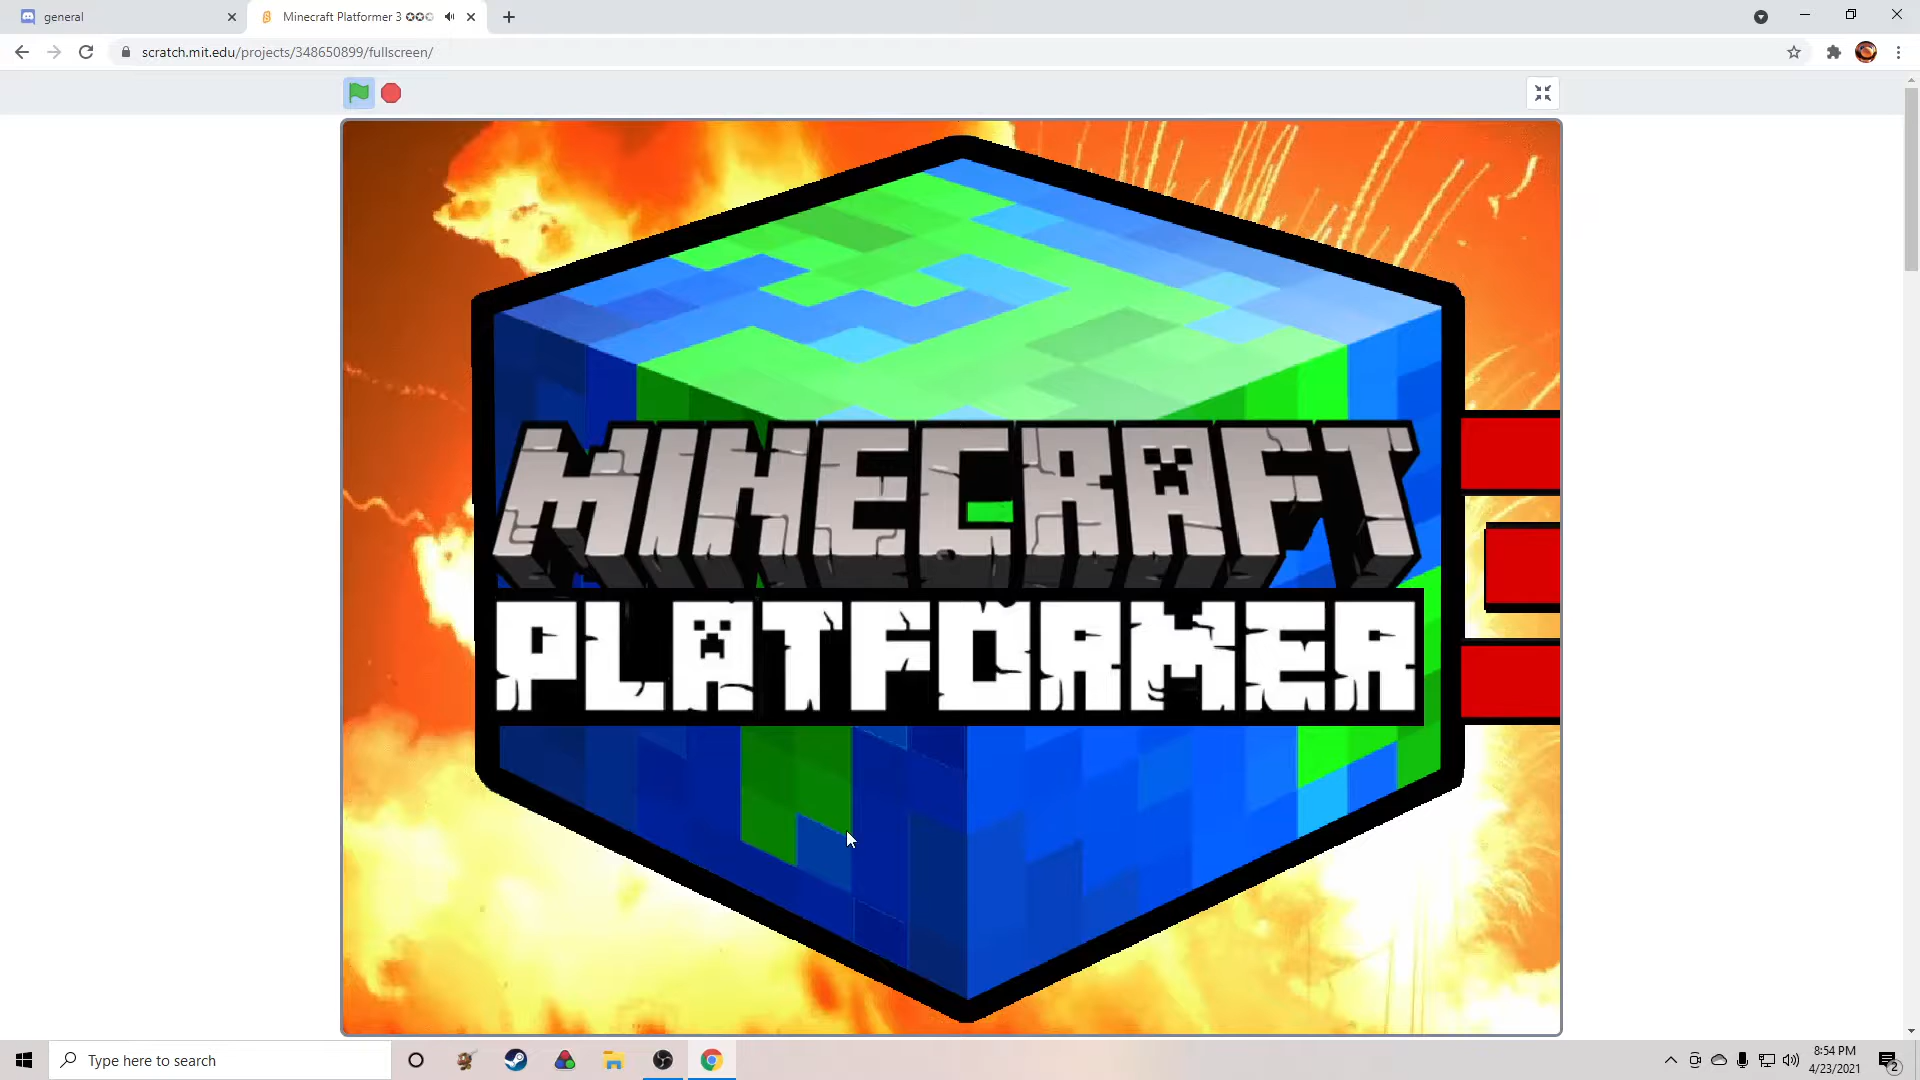 general
Minecraft Platformer 3 ✪✪✪
scratch.mit.edu/projects/348650899/fullscreen/
MINECRAFT
PLATFORMER
Type here to search
8:54 PM
4/23/2021
2